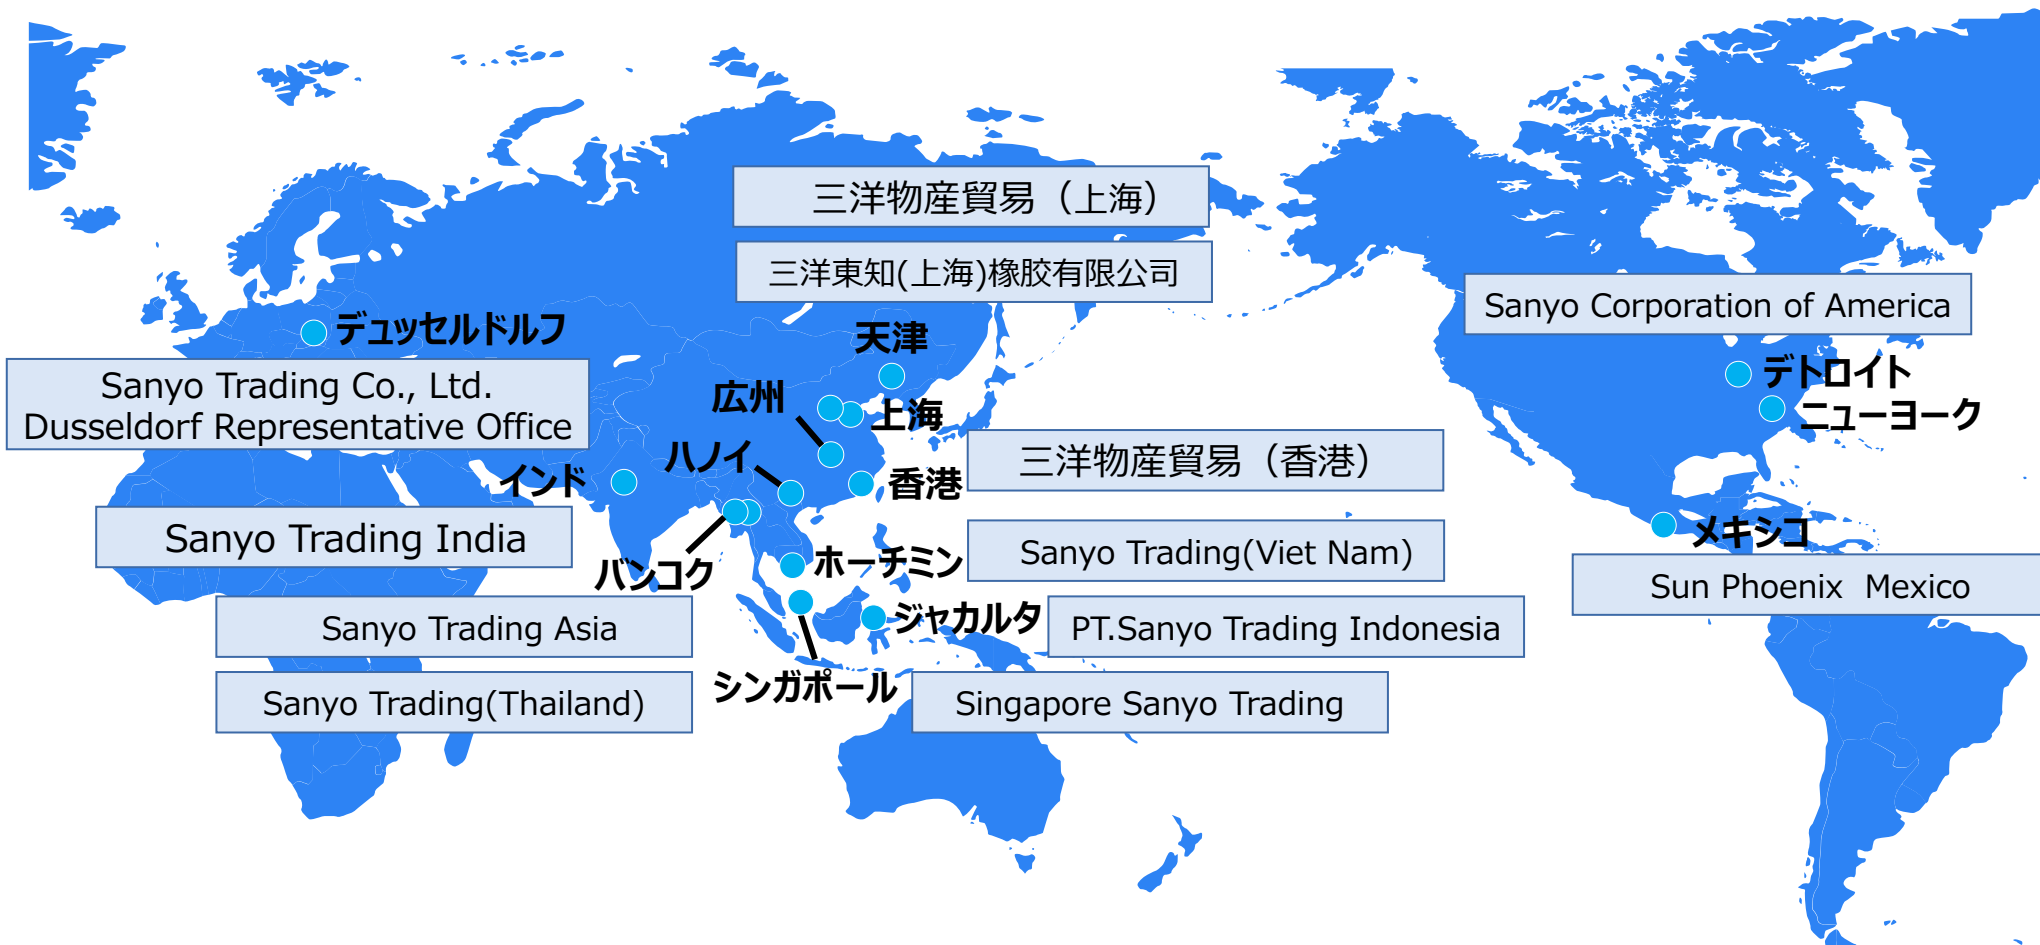 三洋物産貿易（上海）
三洋東知(上海)橡胶有限公司
Sanyo Corporation of America
デュッセルドルフ
天津
Sanyo Trading Co., Ltd.
Dusseldorf Representative Office
広州
上海
デトロイト
ニューヨーク
ハノイ
インド
香港
三洋物産貿易（香港）
Sanyo Trading India
バンコク
ホーチミン
Sanyo Trading(Viet Nam)
メキシコ
Sun Phoenix  Mexico
Sanyo Trading Asia
ジャカルタ
PT.Sanyo Trading Indonesia
Sanyo Trading(Thailand)
シンガポール
Singapore Sanyo Trading